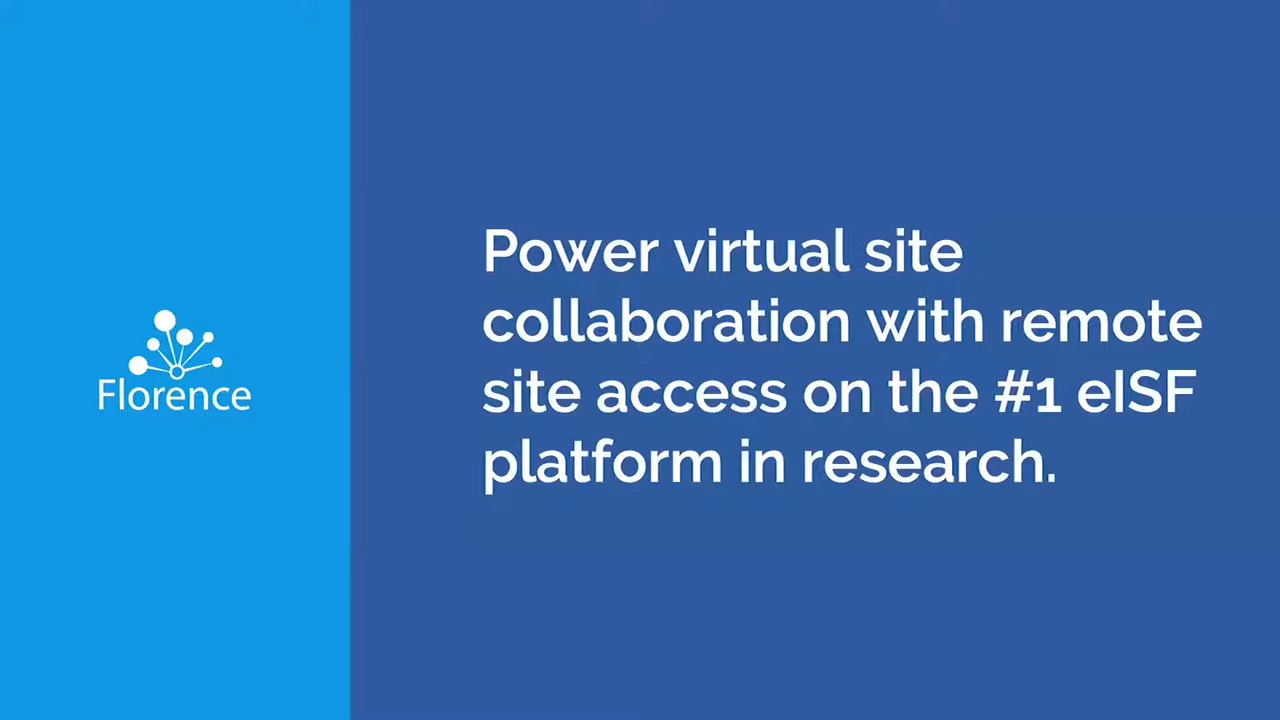 Florence
Power virtual site
collaboration with remote
site access on the #1 eISF
platform in research.